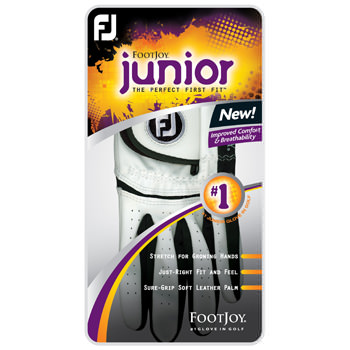 FJ
FOOTJOY
junior
THE PERFECT FIRST FIT™
New!
Improved Comfort
& Breathability
FJ
#1
STRETCH FOR GROWING HANDS
JUST-RIGHT FIT AND FEEL
SURE-GRIP SOFT LEATHER PALM
FOOTJOY
#1 GLOVE IN GOLF